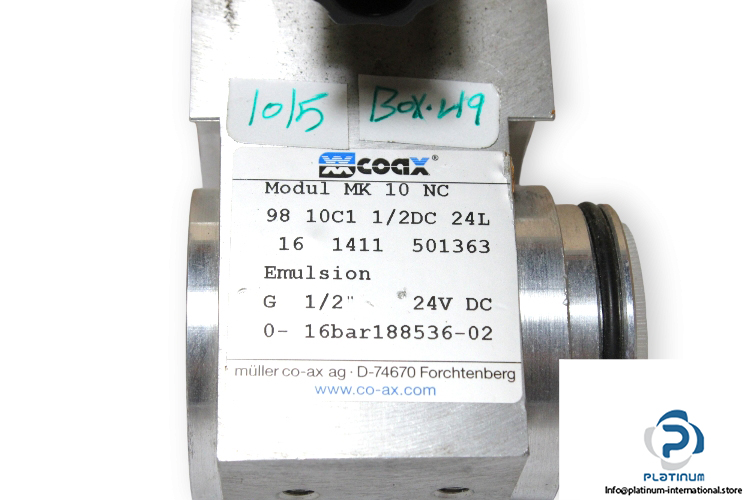 1015
Box.49
coax®
Modul MK 10 NC
98 10C1 1/2DC 24L
16 1411 501363
Emulsion
G 1/2" 24V DC
0- 16bar188536-02
müller co-ax ag · D-74670 Forchtenberg
www.co-ax.com
PLATINUM
Info@platinum-international.store